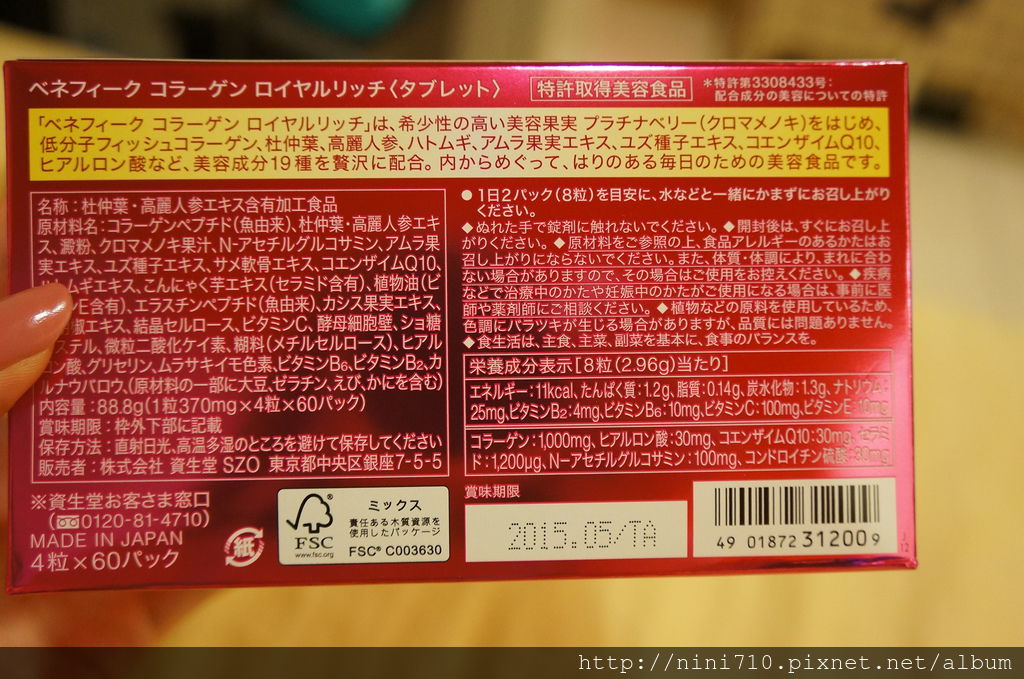 ベネフィーク コラーゲン ロイヤルリッチ〈タブレット〉
特許取得美容食品
*特許第3308433号:
配合成分の美容についての特許
「ベネフィーク コラーゲン ロイヤルリッチ」は、希少性の高い美容果実 プラチナベリー(クロマメノキ)をはじめ、
低分子フィッシュコラーゲン、杜仲葉、高麗人参、ハトムギ、アムラ果実エキス、ユズ種子エキス、コエンザイムQ10、
ヒアルロン酸など、美容成分19種を贅沢に配合。内からめぐって、はりのある毎日のための美容食品です。
名称:杜仲葉・高麗人参エキス含有加工食品
原材料名:コラーゲンペプチド(魚由来)、杜仲葉・高麗人参エキ
ス、澱粉、クロマメノキ果汁、N-アセチルグルコサミン、アムラ果
実エキス、ユズ種子エキス、サメ軟骨エキス、コエンザイムQ10、
ムギエキス、こんにゃく芋エキス(セラミド含有)、植物油(ビ
E含有)、エラスチンペプチド(魚由来)、カシス果実エキス、
椒エキス、結晶セルロース、ビタミンC、酵母細胞壁、ショ糖
ステル、微粒二酸化ケイ素、糊料(メチルセルロース)、ヒアル
ン酸、グリセリン、ムラサキイモ色素、ビタミンB6、ビタミンB2、カ
ルナウバロウ、(原材料の一部に大豆、ゼラチン、えび、かにを含む)
内容量:88.8g(1粒370mg×4粒×60パック)
賞味期限:枠外下部に記載
保存方法:直射日光、高温多湿のところを避けて保存してください
販売者:株式会社 資生堂 SZO 東京都中央区銀座7-5-5
●1日2パック(8粒)を目安に、水などと一緒にかまずにお召し上がり
ください。
◆ぬれた手で錠剤に触れないでください。◆開封後は、すぐにお召し上
がりください。◆原材料をご参照の上、食品アレルギーのあるかたはお
召し上がりにならないでください。また、体質・体調により、まれに合わ
ない場合がありますので、その場合はご使用をお控えください。◆疾病
などで治療中のかたや妊娠中のかたがご使用になる場合は、事前に医
師や薬剤師にご相談ください。◆植物などの原料を使用しているため、
色調にバラツキが生じる場合がありますが、品質には問題ありません。
◆食生活は、主食、主菜、副菜を基本に、食事のバランスを。
栄養成分表示[8粒(2.96g)当たり]
エネルギー:11kcal、たんぱく質:1.2g、脂質:0.14g、炭水化物:1.3g、ナトリウム:
25mg、ビタミンB2:4mg、ビタミンB6:10mg、ビタミンC:100mg、ビタミンE:10mg
コラーゲン:1,000mg、ヒアルロン酸:30mg、コエンザイムQ10:30mg、セラミ
ド:1,200μg、N-アセチルグルコサミン:100mg、コンドロイチン硫酸:30mg
※資生堂お客さま窓口
(0120-81-4710)
MADE IN JAPAN
4粒×60パック
紙
FSC
www.fsc.org
ミックス
責任ある木質資源を
使用したパッケージ
FSC® C003630
賞味期限
2015.05/TA
4901872312009
J
12
http://nini710.pixnet.net/album